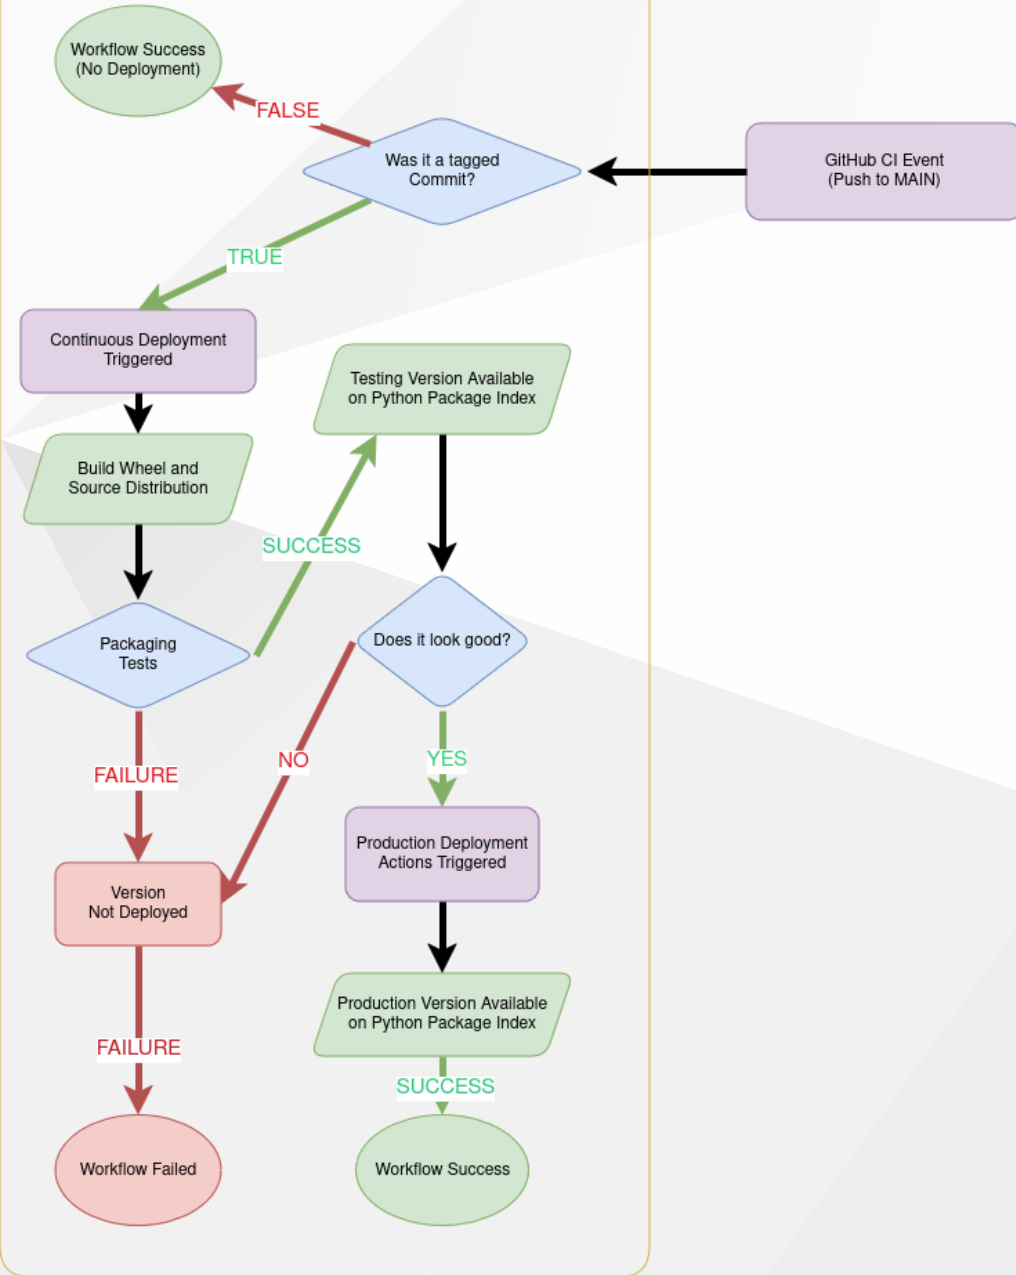 Workflow Success
(No Deployment)
FALSE
Was it a tagged
Commit?
GitHub CI Event
(Push to MAIN)
TRUE
Continuous Deployment
Triggered
Testing Version Available
on Python Package Index
Build Wheel and
Source Distribution
SUCCESS
Packaging
Tests
Does it look good?
FAILURE
NO
YES
Production Deployment
Actions Triggered
Version
Not Deployed
Production Version Available
on Python Package Index
FAILURE
SUCCESS
Workflow Failed
Workflow Success